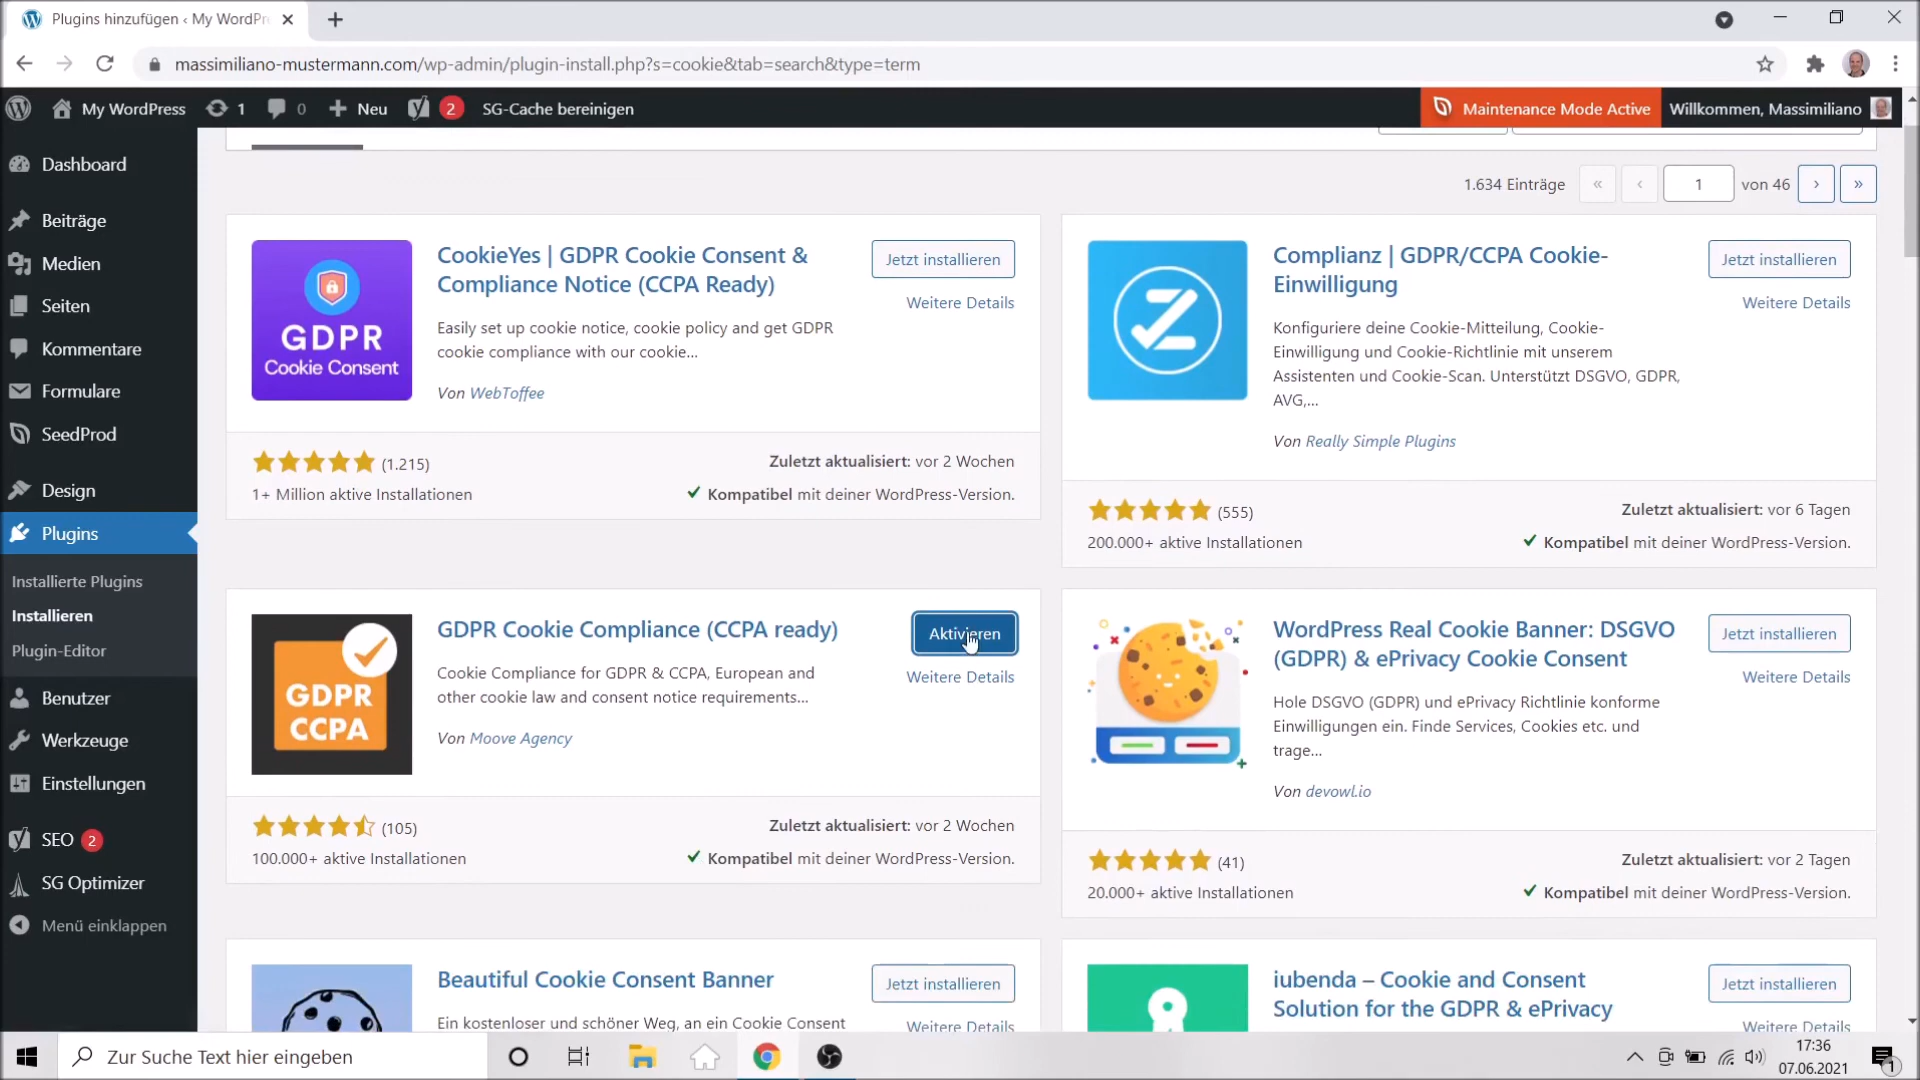 Plugins hinzufügen ‹ My WordPr
massimiliano-mustermann.com/wp-admin/plugin-install.php?s=cookie&tab=search&type=term
My WordPress 1 0 Neu 2 SG-Cache bereinigen Maintenance Mode Active Willkommen, Massimiliano
Dashboard
Beiträge
Medien
Seiten
Kommentare
Formulare
SeedProd
Design
Plugins
Installierte Plugins
Installieren
Plugin-Editor
Benutzer
Werkzeuge
Einstellungen
SEO 2
SG Optimizer
Menü einklappen
1.634 Einträge « ‹ 1 von 46 › »
GDPR
Cookie Consent
CookieYes | GDPR Cookie Consent &
Compliance Notice (CCPA Ready)
Jetzt installieren
Weitere Details
Easily set up cookie notice, cookie policy and get GDPR
cookie compliance with our cookie...
Von WebToffee
(1.215)
1+ Million aktive Installationen
Zuletzt aktualisiert: vor 2 Wochen
Kompatibel mit deiner WordPress-Version.
Complianz | GDPR/CCPA Cookie-
Einwilligung
Jetzt installieren
Weitere Details
Konfiguriere deine Cookie-Mitteilung, Cookie-
Einwilligung und Cookie-Richtlinie mit unserem
Assistenten und Cookie-Scan. Unterstützt DSGVO, GDPR,
AVG,...
Von Really Simple Plugins
(555)
200.000+ aktive Installationen
Zuletzt aktualisiert: vor 6 Tagen
Kompatibel mit deiner WordPress-Version.
GDPR
CCPA
GDPR Cookie Compliance (CCPA ready)
Aktivieren
Weitere Details
Cookie Compliance for GDPR & CCPA, European and
other cookie law and consent notice requirements...
Von Moove Agency
(105)
100.000+ aktive Installationen
Zuletzt aktualisiert: vor 2 Wochen
Kompatibel mit deiner WordPress-Version.
WordPress Real Cookie Banner: DSGVO
(GDPR) & ePrivacy Cookie Consent
Jetzt installieren
Weitere Details
Hole DSGVO (GDPR) und ePrivacy Richtlinie konforme
Einwilligungen ein. Finde Services, Cookies etc. und
trage...
Von devowl.io
(41)
20.000+ aktive Installationen
Zuletzt aktualisiert: vor 2 Tagen
Kompatibel mit deiner WordPress-Version.
Beautiful Cookie Consent Banner
Jetzt installieren
Weitere Details
Ein kostenloser und schöner Weg, an ein Cookie Consent
iubenda – Cookie and Consent
Solution for the GDPR & ePrivacy
Jetzt installieren
Weitere Details
Zur Suche Text hier eingeben
17:36
07.06.2021
1